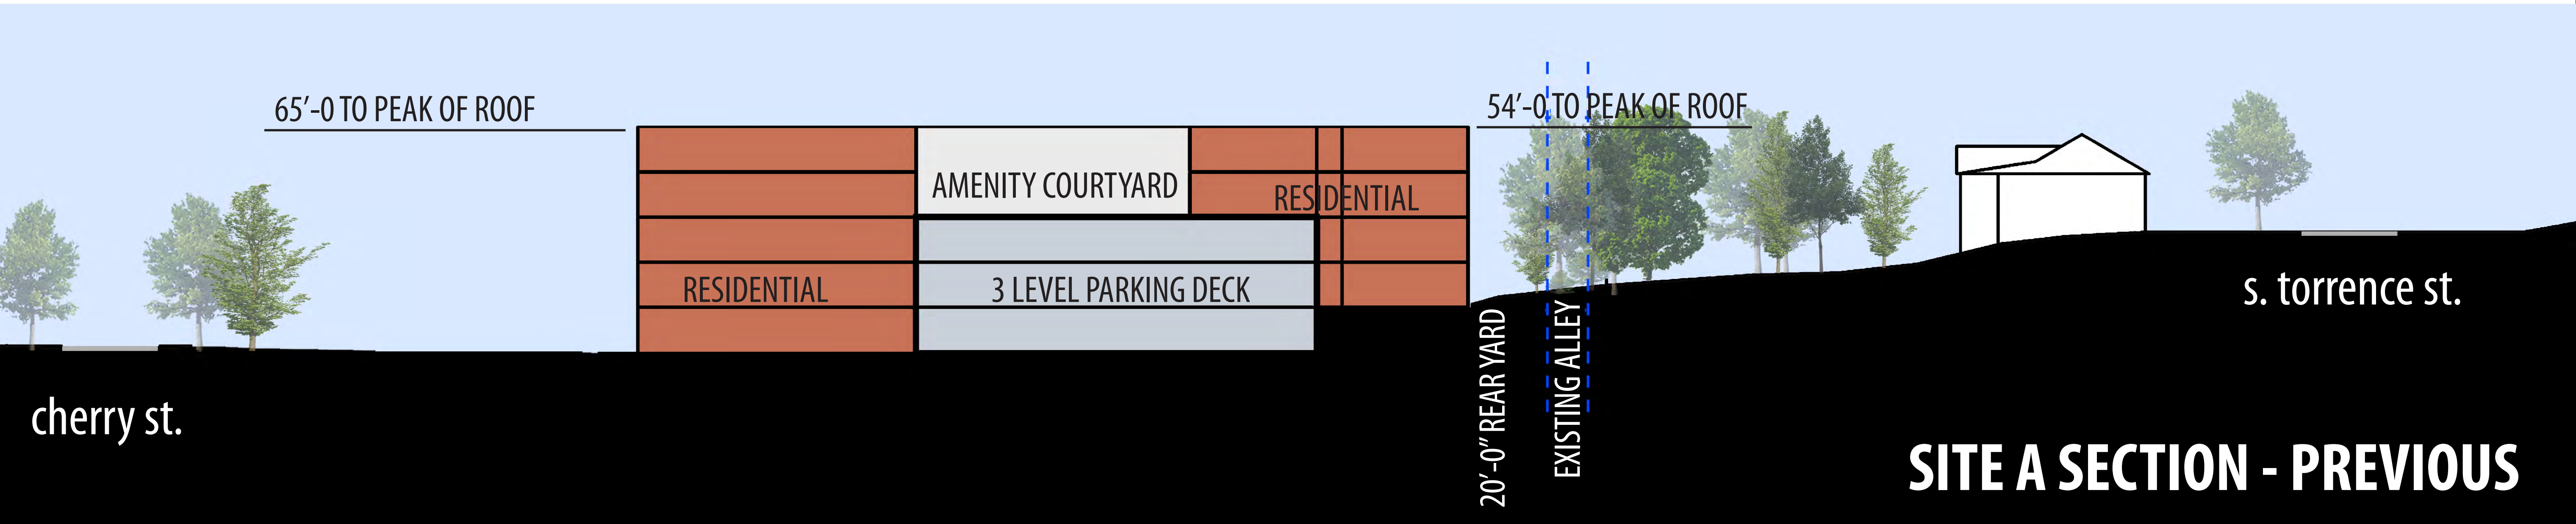 65’-0 TO PEAK OF ROOF
54’-0 TO PEAK OF ROOF
AMENITY COURTYARD
RESIDENTIAL
RESIDENTIAL
3 LEVEL PARKING DECK
s. torrence st.
cherry st.
20’-0” REAR YARD
EXISTING ALLEY
SITE A SECTION - PREVIOUS